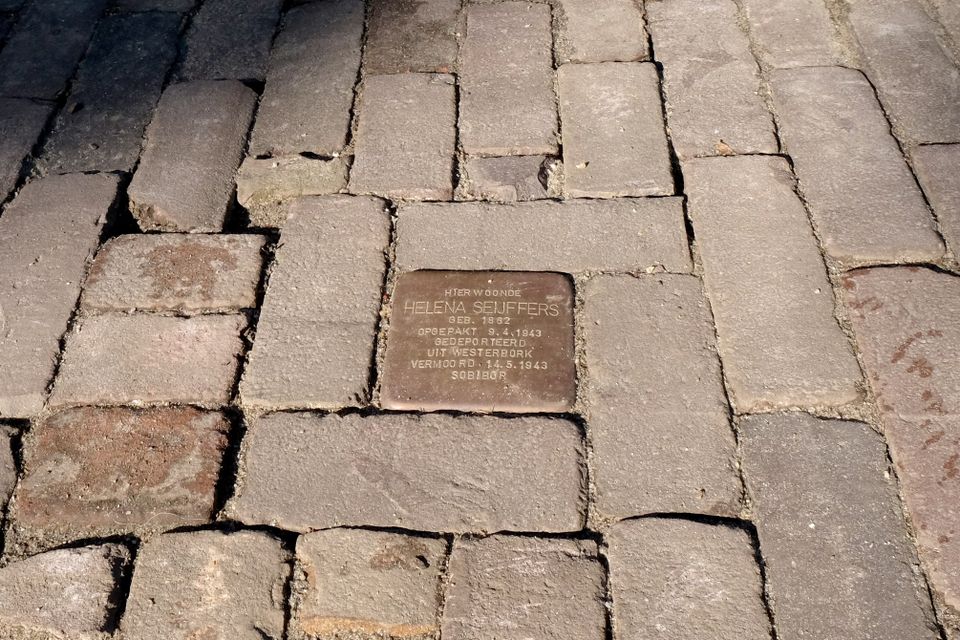 HIER WOONDE
HELENA SEIJFFERS
GEB. 1862
OPGEPAKT 9.4.1943
GEDEPORTEERD
UIT WESTERBORK
VERMOORD 14.5.1943
SOBIBOR